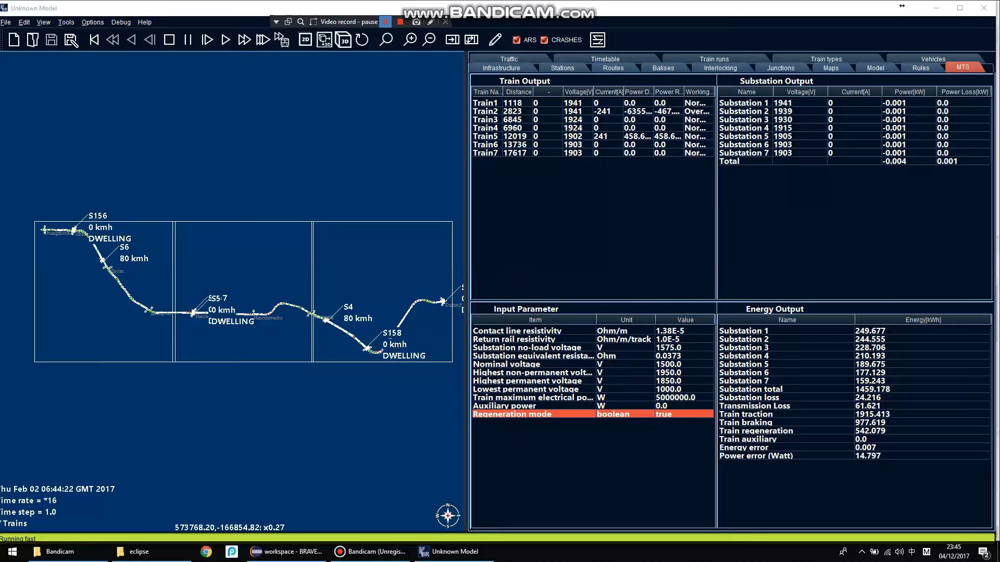 Unknown Model
www.BANDICAM.com
File Edit View Tools Options Debug Help
Video record - pause
2D 3D 3D ARS CRASHES
Traffic Timetable Train runs Train types Vehicles
Infrastructure Stations Routes Balises Interlocking Junctions Maps Model Rules MTS
Train Output
Train Na... Distance - Voltage[V] Current[A] Power D... Power R... Working...
Train1 1118 0 1941 0 0.0 0.0 Nor...
Train2 2823 0 1941 -241 -6355... -467.... Over...
Train3 6845 0 1924 0 0.0 0.0 Nor...
Train4 6960 0 1924 0 0.0 0.0 Nor...
Train5 12019 0 1902 241 458.6... 458.6... Nor...
Train6 13736 0 1903 0 0.0 0.0 Nor...
Train7 17617 0 1903 0 0.0 0.0 Nor...
Substation Output
Name Voltage[V] Current[A] Power[kW] Power Loss[kW]
Substation 1 1941 0 -0.001 0.0
Substation 2 1939 0 -0.001 0.0
Substation 3 1930 0 -0.001 0.0
Substation 4 1915 0 -0.001 0.0
Substation 5 1905 0 -0.001 0.0
Substation 6 1903 0 -0.001 0.0
Substation 7 1903 0 -0.001 0.0
Total -0.004 0.001
S156
0 kmh
DWELLING
S6
80 kmh
0 kmh
DWELLING
Nancunwanbo
S4
80 kmh
S158
0 kmh
DWELLING
Input Parameter
Item Unit Value
Contact line resistivity Ohm/m 1.38E-5
Return rail resistivity Ohm/m/track 1.0E-5
Substation no-load voltage V 1575.0
Substation equivalent resista... Ohm 0.0373
Nominal voltage V 1500.0
Highest non-permanent volt... V 1950.0
Highest permanent voltage V 1850.0
Lowest permanent voltage V 1000.0
Train maximum electrical po... W 5000000.0
Auxiliary power W 0.0
Regeneration mode boolean true
Energy Output
Name Energy[kWh]
Substation 1 249.677
Substation 2 244.555
Substation 3 228.706
Substation 4 210.193
Substation 5 189.675
Substation 6 177.129
Substation 7 159.243
Substation total 1459.178
Substation loss 24.216
Transmission Loss 61.621
Train traction 1915.413
Train braking 977.619
Train regeneration 542.079
Train auxiliary 0.0
Energy error 0.007
Power error (Watt) 14.797
hu Feb 02 06:44:22 GMT 2017
ime rate = *16
ime step = 1.0
Trains
573768.20,-166854.82: x0.27
N
W E
S
Running fast
Bandicam eclipse workspace - BRAVE... Bandicam (Unregis... Unknown Model
中 M 23:45
04/12/2017 2